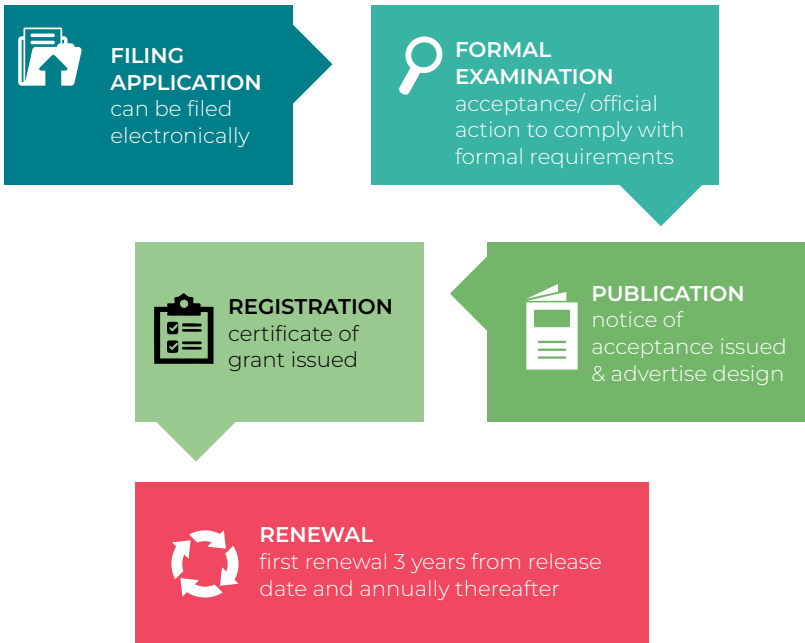 FILING
APPLICATION
can be filed
electronically
FORMAL
EXAMINATION
acceptance/ official
action to comply with
formal requirements
PUBLICATION
notice of
acceptance issued
& advertise design
REGISTRATION
certificate of
grant issued
RENEWAL
first renewal 3 years from release
date and annually thereafter